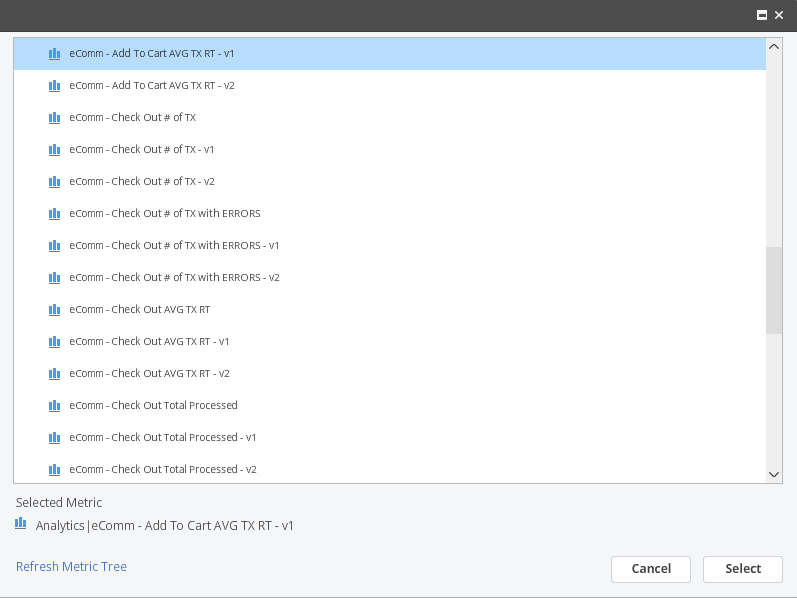 eComm - Add To Cart AVG TX RT - v1
eComm - Add To Cart AVG TX RT - v2
eComm - Check Out # of TX
eComm - Check Out # of TX - v1
eComm - Check Out # of TX - v2
eComm - Check Out # of TX with ERRORS
eComm - Check Out # of TX with ERRORS - v1
eComm - Check Out # of TX with ERRORS - v2
eComm - Check Out AVG TX RT
eComm - Check Out AVG TX RT - v1
eComm - Check Out AVG TX RT - v2
eComm - Check Out Total Processed
eComm - Check Out Total Processed - v1
eComm - Check Out Total Processed - v2
Selected Metric
Analytics|eComm - Add To Cart AVG TX RT - v1
Refresh Metric Tree
Cancel
Select